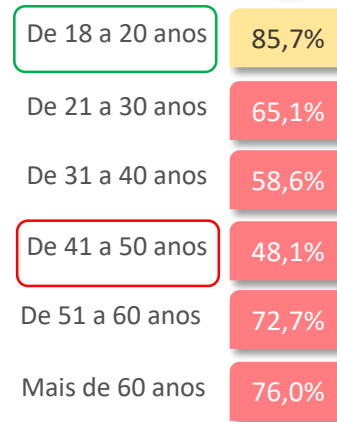 De 18 a 20 anos 85,7%
De 21 a 30 anos 65,1%
De 31 a 40 anos 58,6%
De 41 a 50 anos 48,1%
De 51 a 60 anos 72,7%
Mais de 60 anos 76,0%